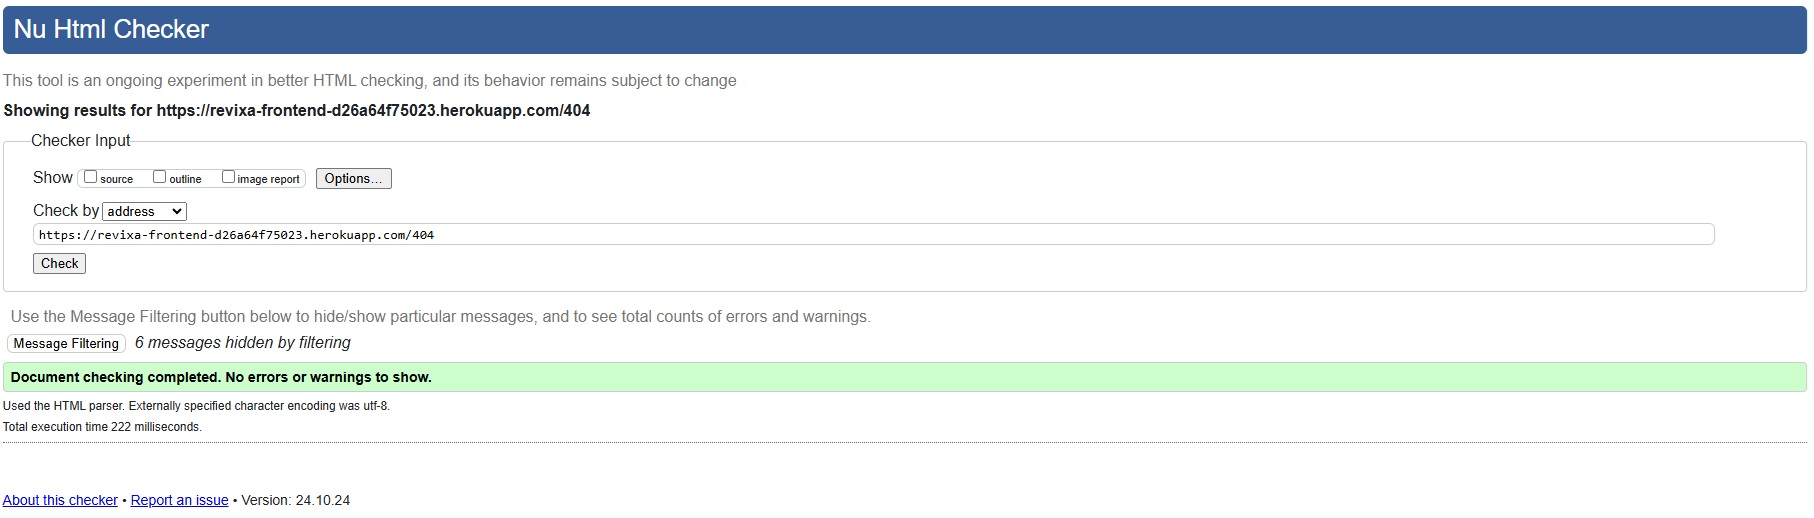 Nu Html Checker
This tool is an ongoing experiment in better HTML checking, and its behavior remains subject to change
Showing results for https://revixa-frontend-d26a64f75023.herokuapp.com/404
Checker Input
Show source outline image report Options...
Check by address
https://revixa-frontend-d26a64f75023.herokuapp.com/404
Check
Use the Message Filtering button below to hide/show particular messages, and to see total counts of errors and warnings.
Message Filtering 6 messages hidden by filtering
Document checking completed. No errors or warnings to show.
Used the HTML parser. Externally specified character encoding was utf-8.
Total execution time 222 milliseconds.
About this checker • Report an issue • Version: 24.10.24